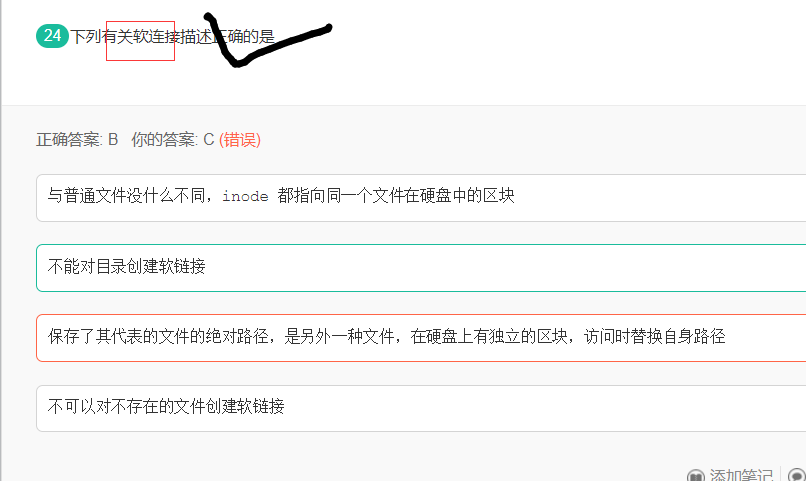 24 下列有关软连接描述正确的是
正确答案: B 你的答案: C (错误)
与普通文件没什么不同，inode 都指向同一个文件在硬盘中的区块
不能对目录创建软链接
保存了其代表的文件的绝对路径，是另外一种文件，在硬盘上有独立的区块，访问时替换自身路径
不可以对不存在的文件创建软链接
添加笔记